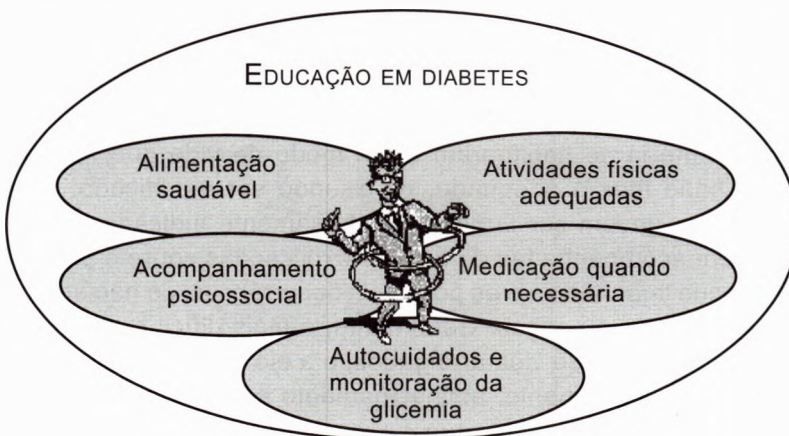 EDUCAÇÃO EM DIABETES
Alimentação
saudável
Atividades físicas
adequadas
Acompanhamento
psicossocial
Medicação quando
necessária
Autocuidados e
monitoração da
glicemia